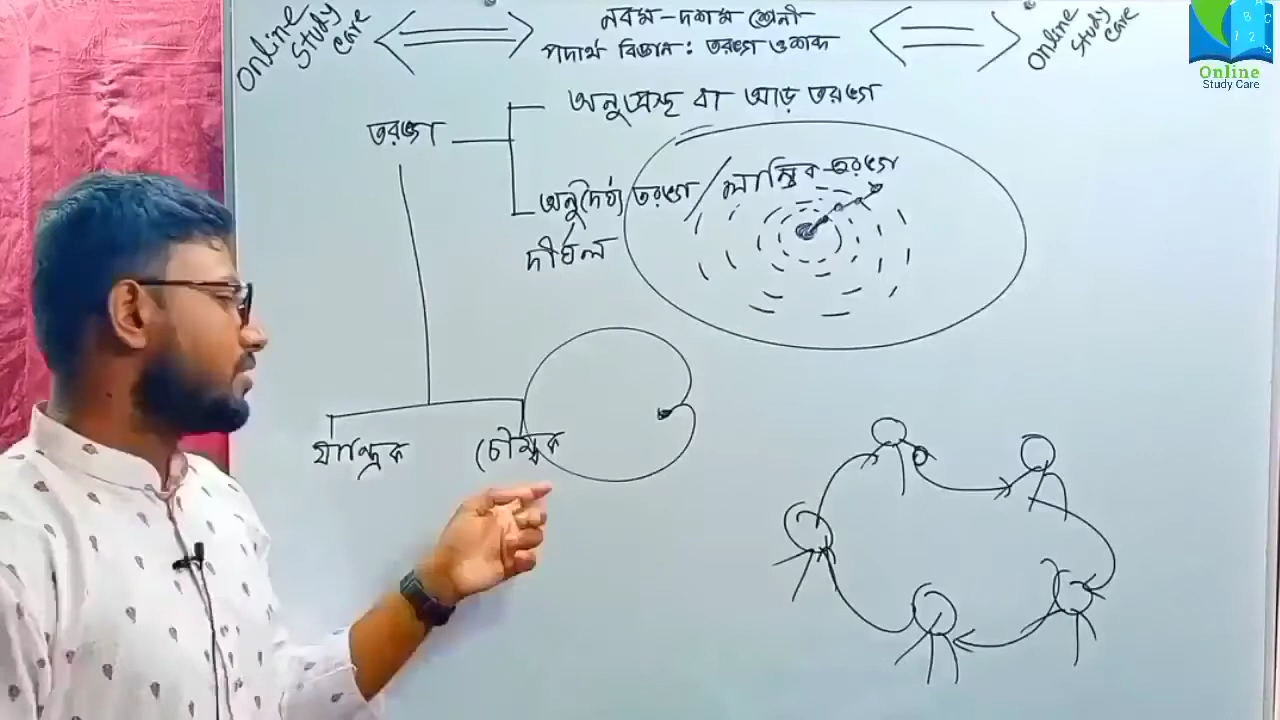 Online Study Care
নবম-দশম শ্রেনী
পদার্থ বিজ্ঞান: তরঙ্গ ও শব্দ
Online Study Care
Online
Study Care
তরঙ্গ
অনুপ্রস্থ বা আড় তরঙ্গ
অনুদৈর্ঘ্য তরঙ্গ / লাম্বিক-তরঙ্গ
দীঘল
যান্ত্রিক
চৌম্বক